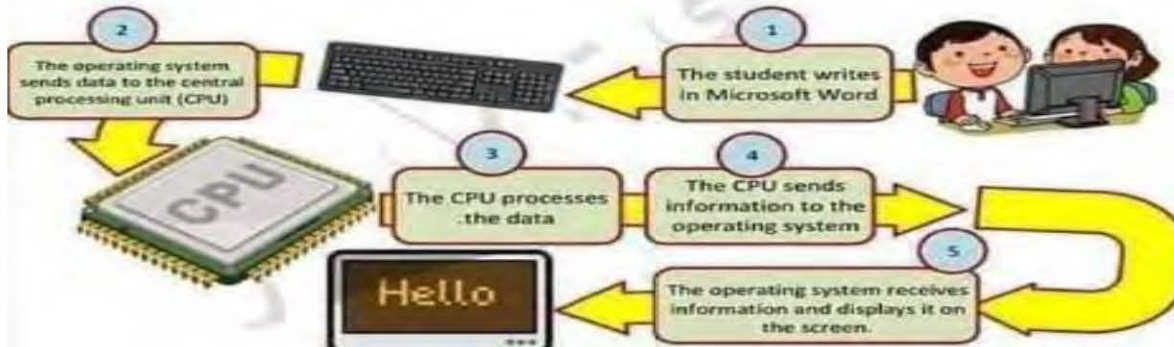 1
The student writes
in Microsoft Word
2
The operating system
sends data to the central
processing unit (CPU)
CPU
3
The CPU processes
.the data
4
The CPU sends
information to the
operating system
5
The operating system receives
information and displays it on
the screen.
Hello